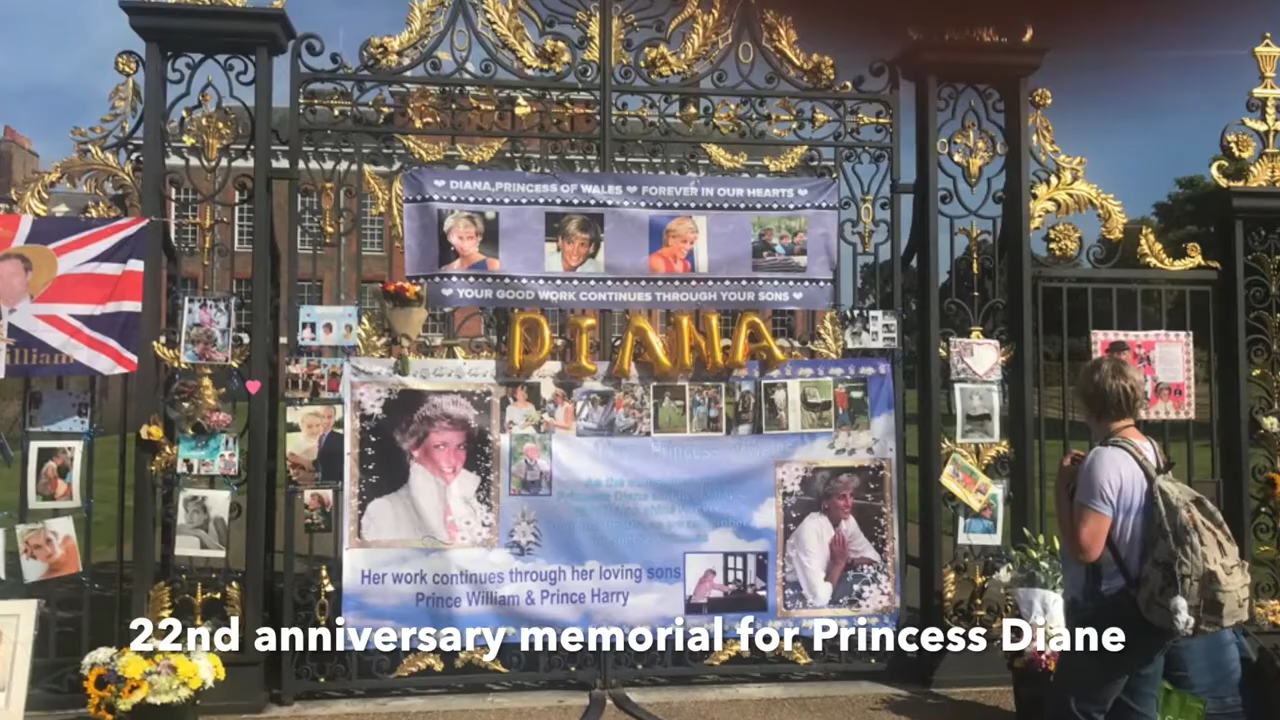 ❤ DIANA,PRINCESS OF WALES ❤ FOREVER IN OUR HEARTS ❤
❤ YOUR GOOD WORK CONTINUES THROUGH YOUR SONS ❤
DIANA
illiam
Her work continues through her loving sons
Prince William & Prince Harry
22nd anniversary memorial for Princess Diane